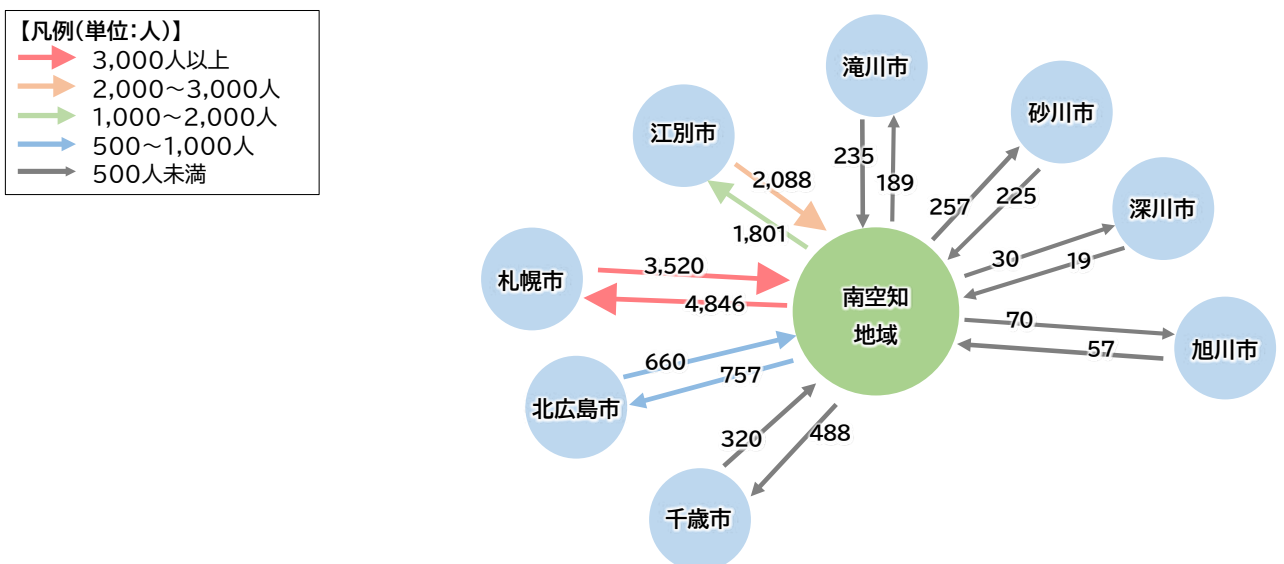 【凡例(単位:人)】
3,000人以上
2,000~3,000人
1,000~2,000人
500~1,000人
500人未満
滝川市
砂川市
江別市
深川市
札幌市
南空知
地域
旭川市
北広島市
千歳市
235
189
2,088
1,801
257
225
30
19
3,520
4,846
70
57
660
757
320
488